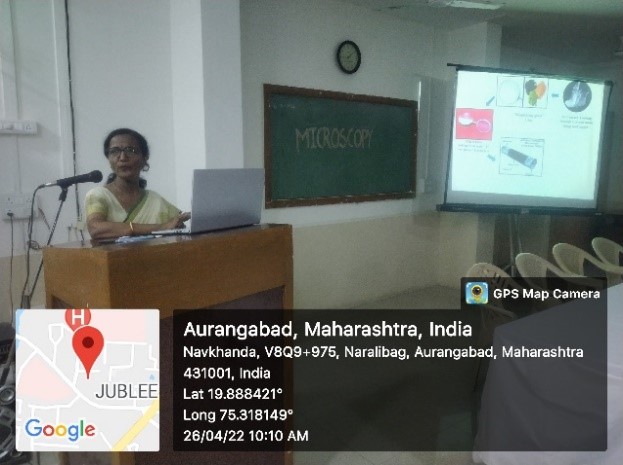 MICROSCOPY
GPS Map Camera
H
JUBLEE
Google
Aurangabad, Maharashtra, India
Navkhanda, V8Q9+975, Naralibag, Aurangabad, Maharashtra
431001, India
Lat 19.888421°
Long 75.318149°
26/04/22 10:10 AM